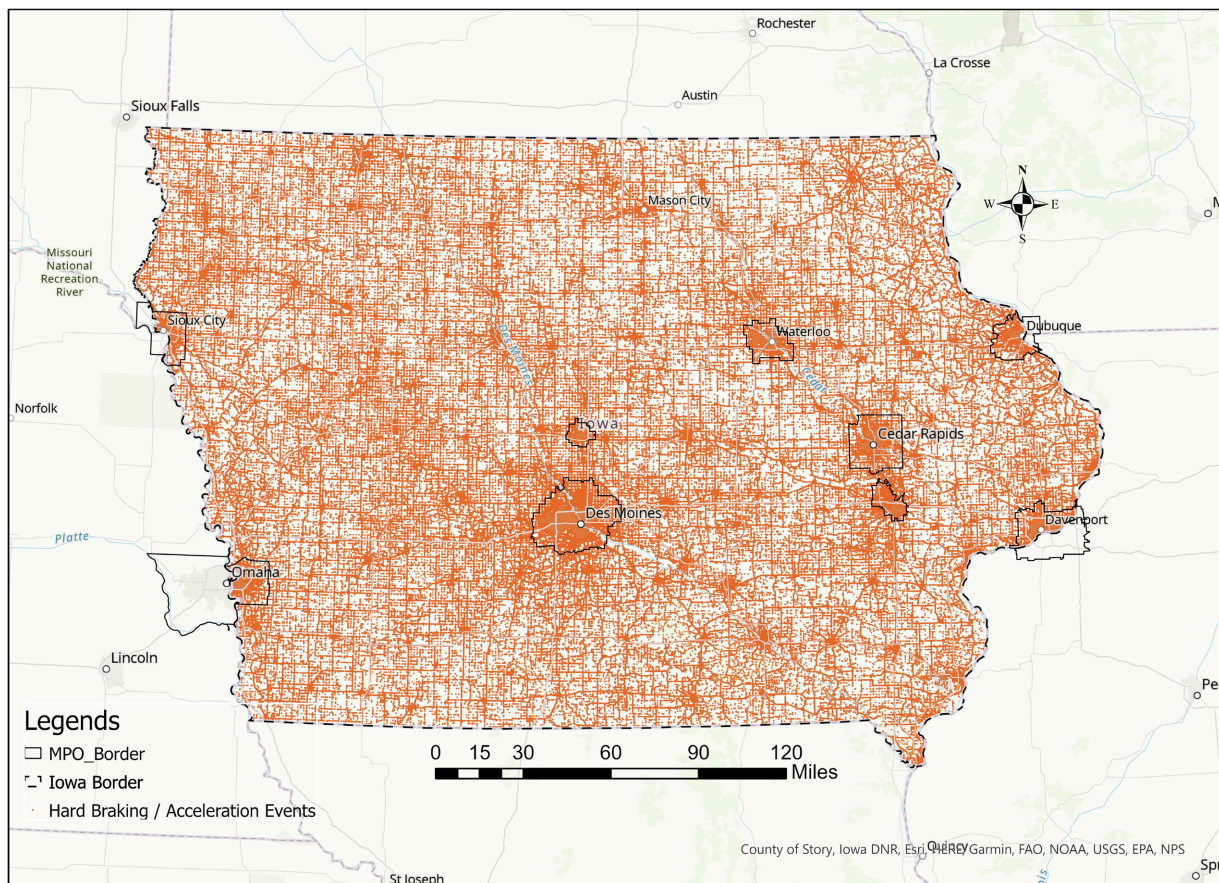 Rochester
La Crosse
Sioux Falls
Austin
N
W
E
S
M
Mason City
Missouri
National
Recreation
River
Sioux City
Des Moines
Waterloo
Dubuque
Cedar
Norfolk
Iowa
Cedar Rapids
Des Moines
Davenport
Platte
Omaha
Lincoln
Pe
Legends
MPO_Border
Iowa Border
Hard Braking / Acceleration Events
0 15 30 60 90 120
Miles
Quincy
County of Story, Iowa DNR, Esri, HERE, Garmin, FAO, NOAA, USGS, EPA, NPS
St Joseph
ois
Spr